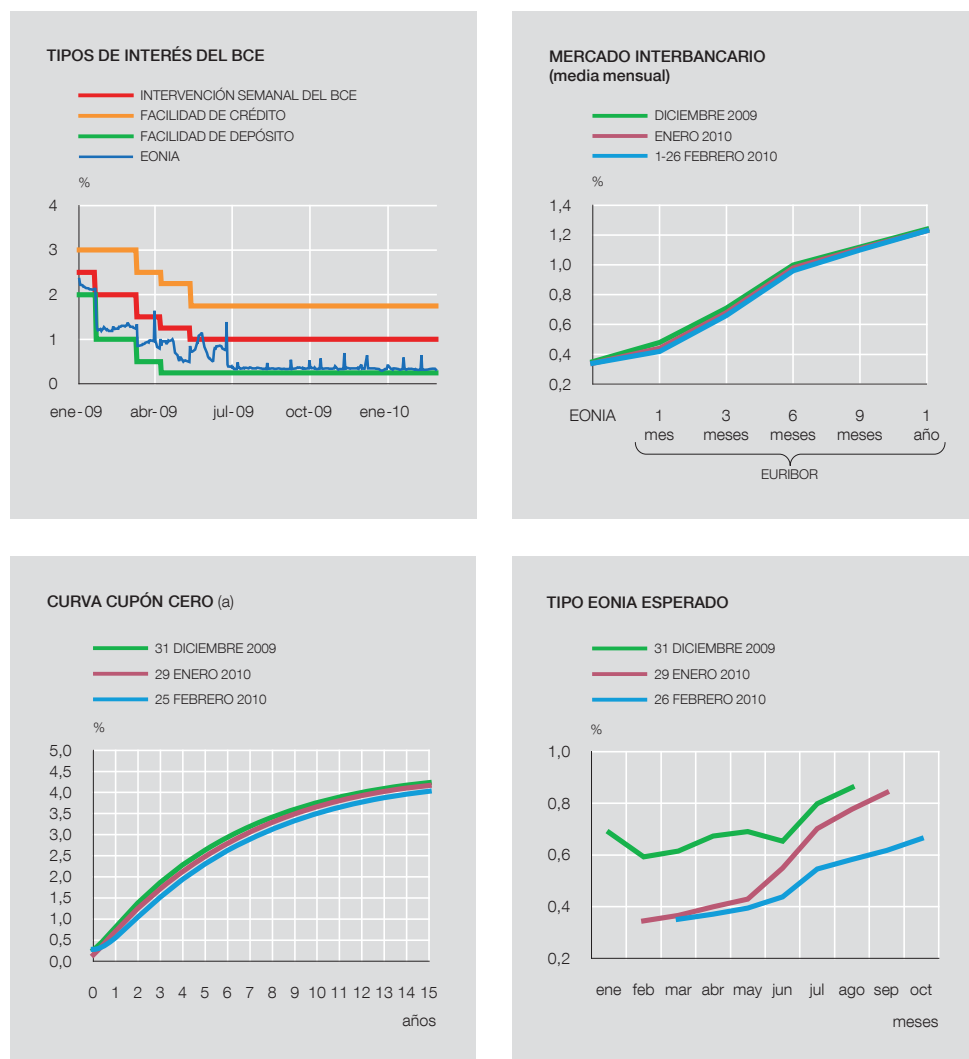 TIPOS DE INTERÉS DEL BCE
INTERVENCIÓN SEMANAL DEL BCE
FACILIDAD DE CRÉDITO
FACILIDAD DE DEPÓSITO
EONIA
%
4
3
2
1
0
ene-09 abr-09 jul-09 oct-09 ene-10
MERCADO INTERBANCARIO
(media mensual)
DICIEMBRE 2009
ENERO 2010
1-26 FEBRERO 2010
%
1,4
1,2
1,0
0,8
0,6
0,4
0,2
EONIA 1 3 6 9 1
mes meses meses meses año
EURIBOR
CURVA CUPÓN CERO (a)
31 DICIEMBRE 2009
29 ENERO 2010
25 FEBRERO 2010
%
5,0
4,5
4,0
3,5
3,0
2,5
2,0
1,5
1,0
0,5
0,0
0 1 2 3 4 5 6 7 8 9 10 11 12 13 14 15
años
TIPO EONIA ESPERADO
31 DICIEMBRE 2009
29 ENERO 2010
26 FEBRERO 2010
%
1,0
0,8
0,6
0,4
0,2
ene feb mar abr may jun jul ago sep oct
meses